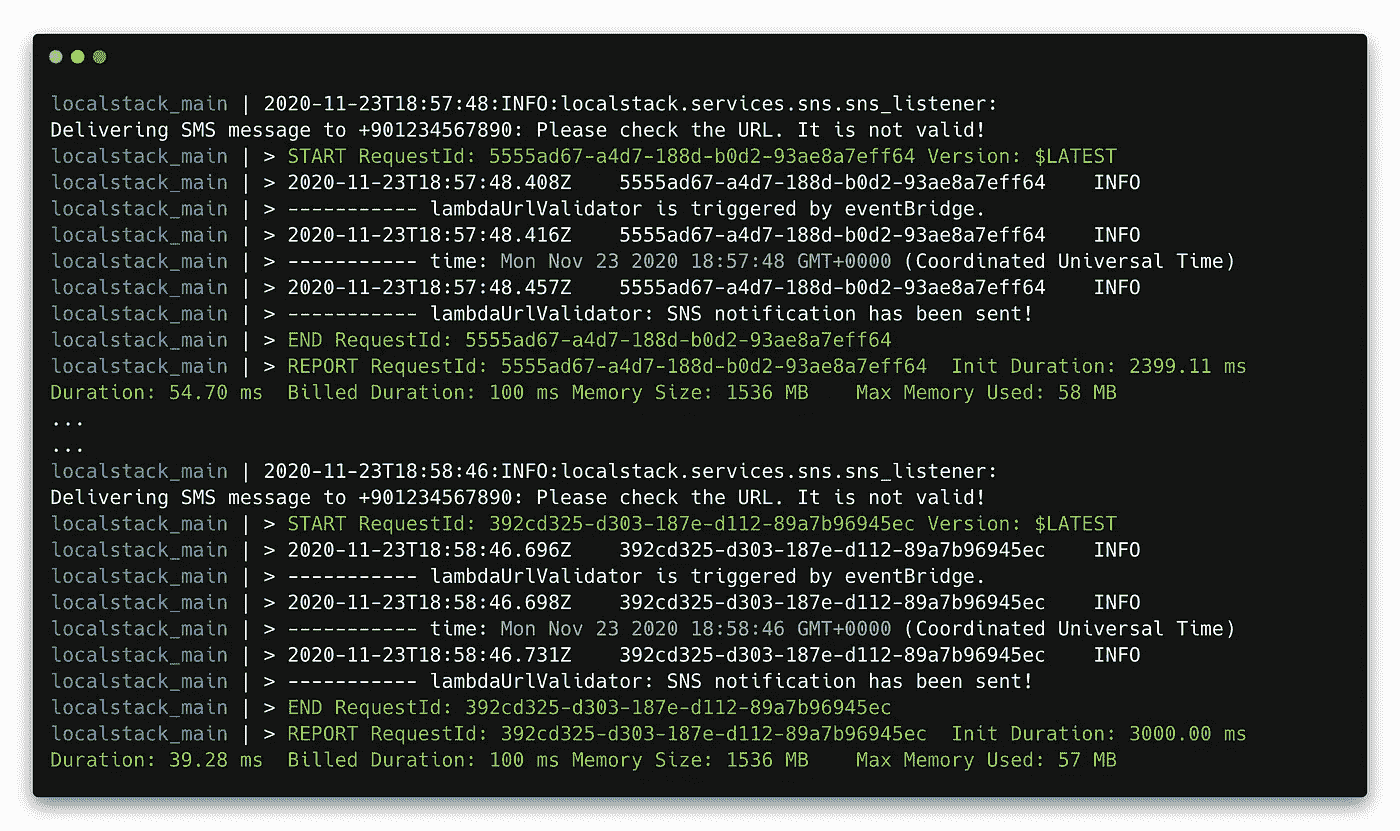 localstack_main | 2020-11-23T18:57:48:INFO:localstack.services.sns.sns_listener:
Delivering SMS message to +901234567890: Please check the URL. It is not valid!
localstack_main | > START RequestId: 5555ad67-a4d7-188d-b0d2-93ae8a7eff64 Version: $LATEST
localstack_main | > 2020-11-23T18:57:48.408Z    5555ad67-a4d7-188d-b0d2-93ae8a7eff64    INFO
localstack_main | > ----------- lambdaUrlValidator is triggered by eventBridge.
localstack_main | > 2020-11-23T18:57:48.416Z    5555ad67-a4d7-188d-b0d2-93ae8a7eff64    INFO
localstack_main | > ----------- time: Mon Nov 23 2020 18:57:48 GMT+0000 (Coordinated Universal Time)
localstack_main | > 2020-11-23T18:57:48.457Z    5555ad67-a4d7-188d-b0d2-93ae8a7eff64    INFO
localstack_main | > ----------- lambdaUrlValidator: SNS notification has been sent!
localstack_main | > END RequestId: 5555ad67-a4d7-188d-b0d2-93ae8a7eff64
localstack_main | > REPORT RequestId: 5555ad67-a4d7-188d-b0d2-93ae8a7eff64  Init Duration: 2399.11 ms
Duration: 54.70 ms  Billed Duration: 100 ms Memory Size: 1536 MB    Max Memory Used: 58 MB
...
...
localstack_main | 2020-11-23T18:58:46:INFO:localstack.services.sns.sns_listener:
Delivering SMS message to +901234567890: Please check the URL. It is not valid!
localstack_main | > START RequestId: 392cd325-d303-187e-d112-89a7b96945ec Version: $LATEST
localstack_main | > 2020-11-23T18:58:46.696Z    392cd325-d303-187e-d112-89a7b96945ec    INFO
localstack_main | > ----------- lambdaUrlValidator is triggered by eventBridge.
localstack_main | > 2020-11-23T18:58:46.698Z    392cd325-d303-187e-d112-89a7b96945ec    INFO
localstack_main | > ----------- time: Mon Nov 23 2020 18:58:46 GMT+0000 (Coordinated Universal Time)
localstack_main | > 2020-11-23T18:58:46.731Z    392cd325-d303-187e-d112-89a7b96945ec    INFO
localstack_main | > ----------- lambdaUrlValidator: SNS notification has been sent!
localstack_main | > END RequestId: 392cd325-d303-187e-d112-89a7b96945ec
localstack_main | > REPORT RequestId: 392cd325-d303-187e-d112-89a7b96945ec  Init Duration: 3000.00 ms
Duration: 39.28 ms  Billed Duration: 100 ms Memory Size: 1536 MB    Max Memory Used: 57 MB